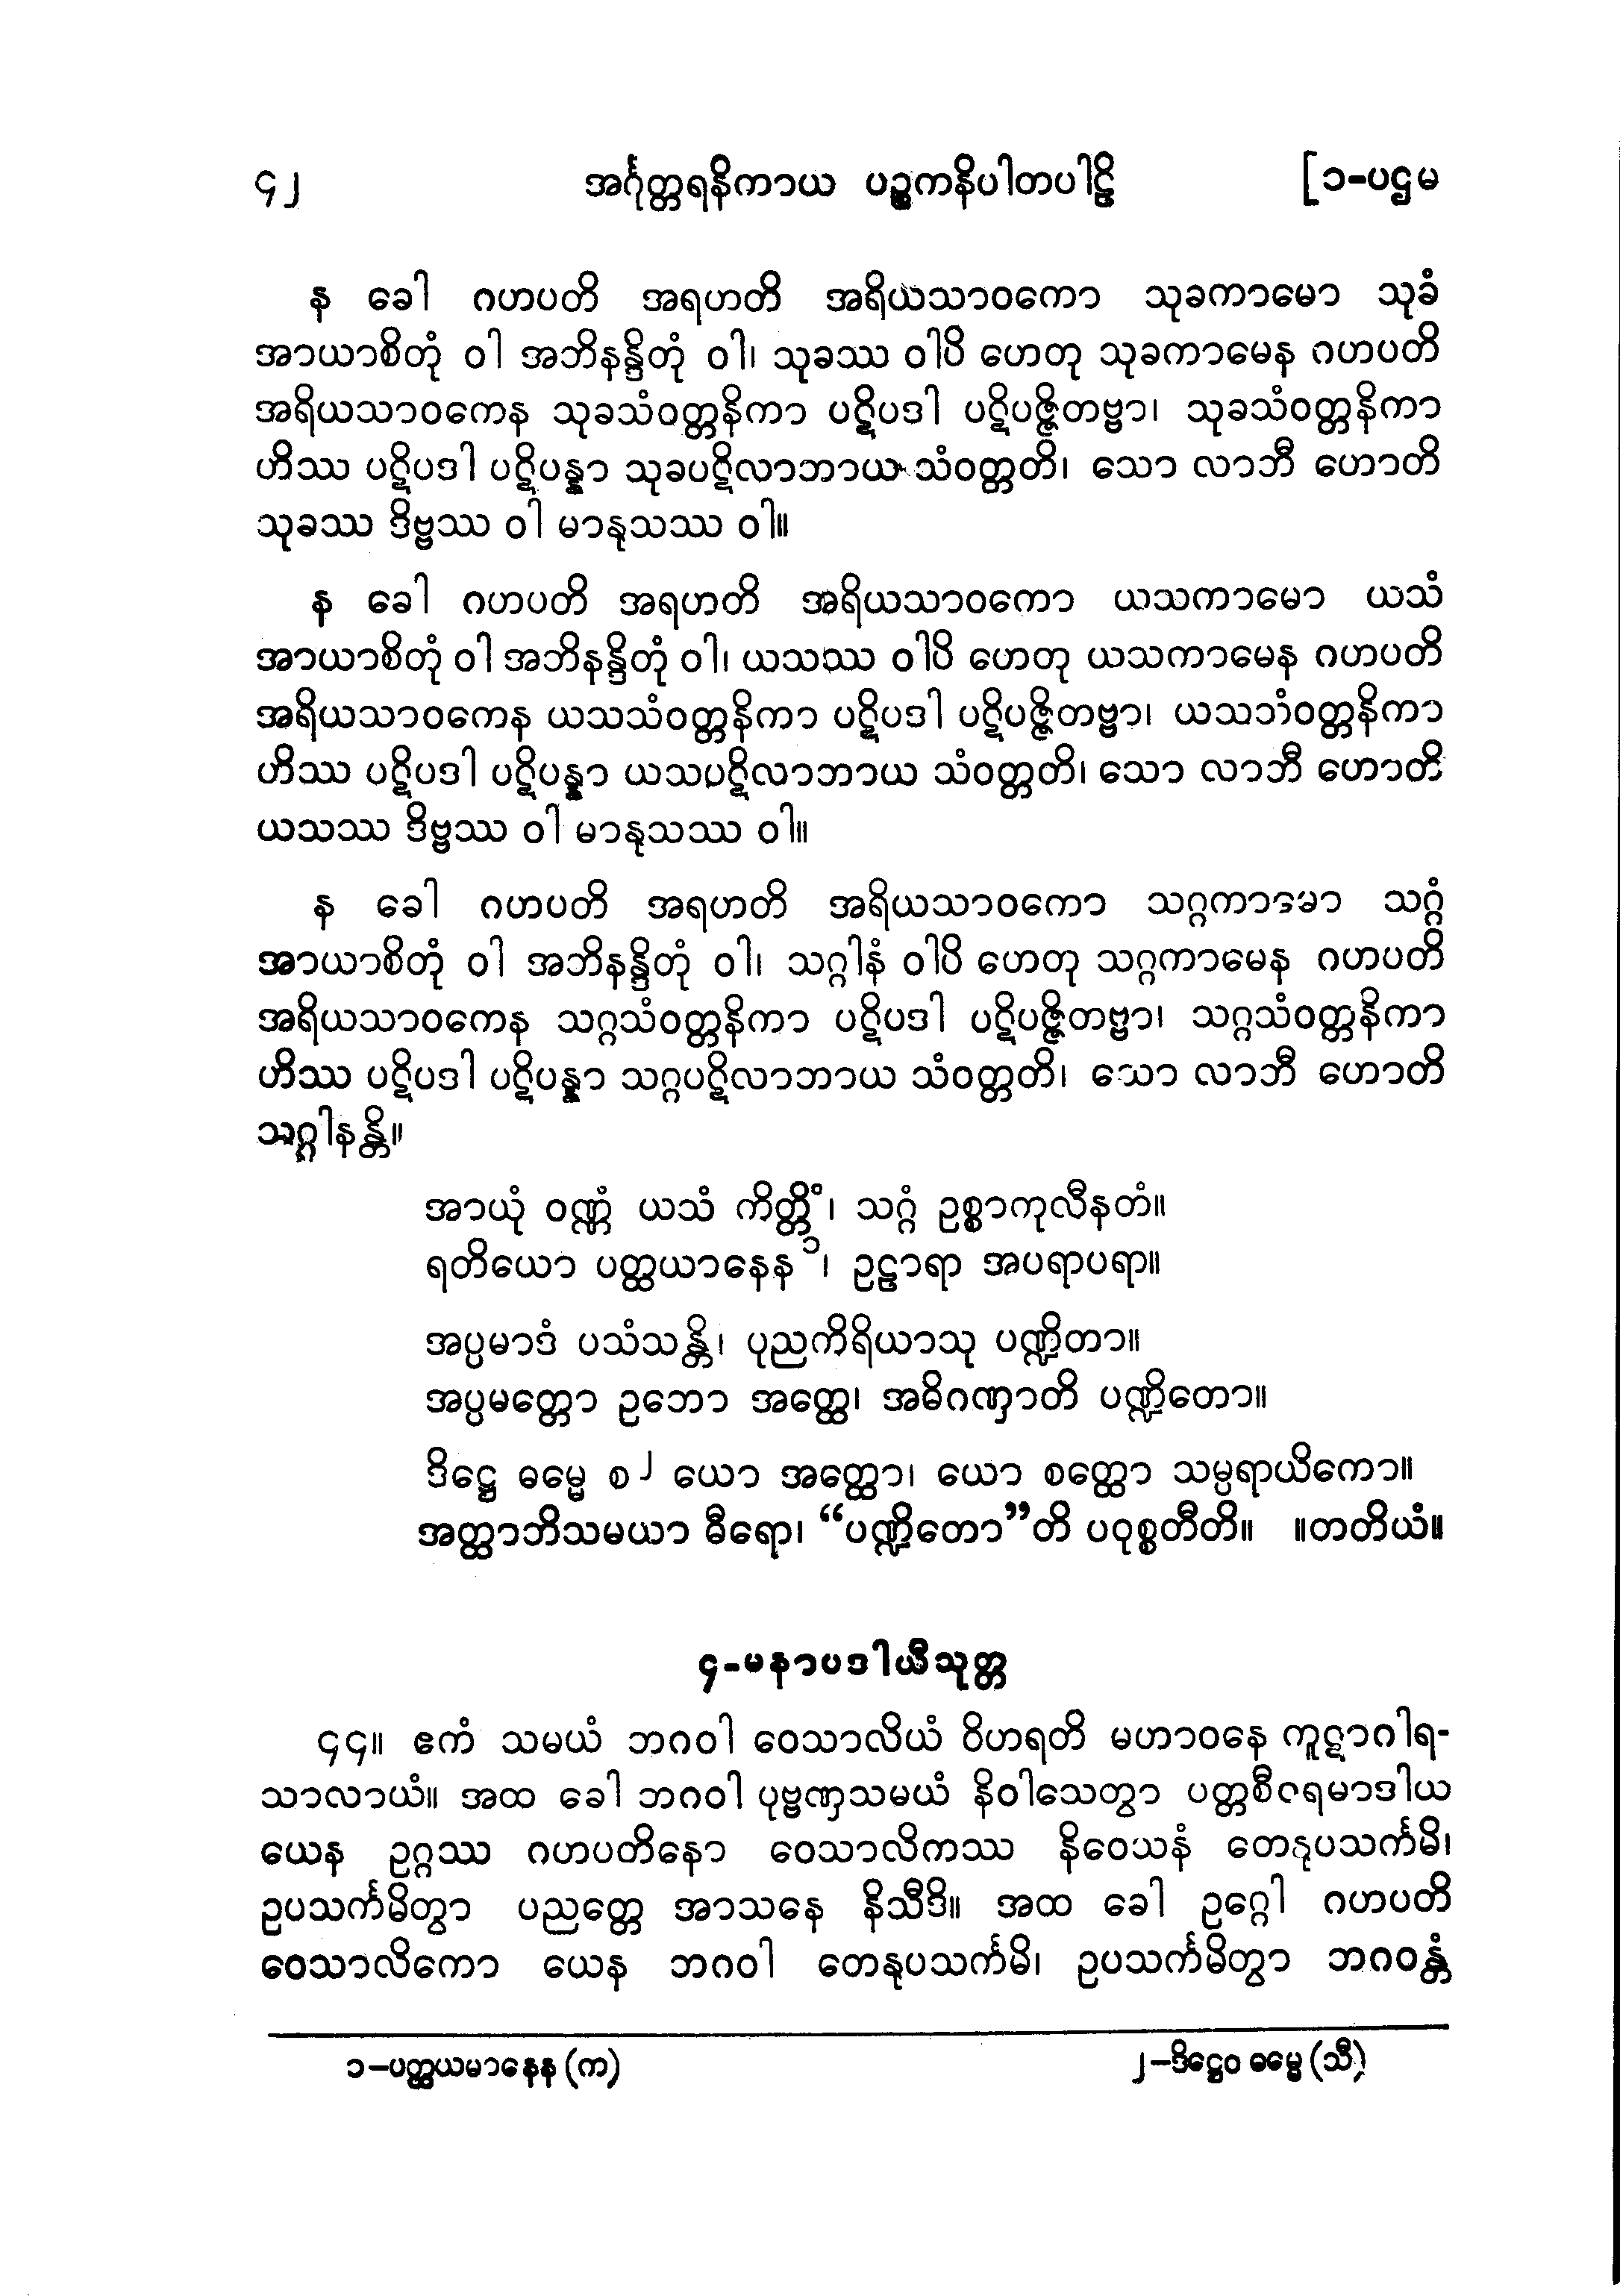 ၄၂ အင်္ဂုတ္တရနိကာယ ပဉ္စကနိပါတပါဠိ [၁-ပဌမ
န ခေါ ဂဟပတိ အရဟတိ အရိယသာဝကော သုခကာမော သုခံ
အာယာစိတုံ ဝါ အဘိနန္ဒိတုံ ဝါ၊ သုခဿ ဝါပိ ဟေတု သုခကာမေန ဂဟပတိ
အရိယသာဝကေန သုခသံဝတ္တနိကာ ပဋိပဒါ ပဋိပဇ္ဇိတဗ္ဗာ၊ သုခသံဝတ္တနိကာ
ဟိဿ ပဋိပဒါ ပဋိပန္နာ သုခပဋိလာဘာယ သံဝတ္တတိ၊ သော လာဘီ ဟောတိ
သုခဿ ဒိဗ္ဗဿ ဝါ မာနုသဿ ဝါ။
န ခေါ ဂဟပတိ အရဟတိ အရိယသာဝကော ယသကာမော ယသံ
အာယာစိတုံ ဝါ အဘိနန္ဒိတုံ ဝါ၊ ယသဿ ဝါပိ ဟေတု ယသကာမေန ဂဟပတိ
အရိယသာဝကေန ယသသံဝတ္တနိကာ ပဋိပဒါ ပဋိပဇ္ဇိတဗ္ဗာ၊ ယသသံဝတ္တနိကာ
ဟိဿ ပဋိပဒါ ပဋိပန္နာ ယသပဋိလာဘာယ သံဝတ္တတိ၊ သော လာဘီ ဟောတိ
ယသဿ ဒိဗ္ဗဿ ဝါ မာနုသဿ ဝါ။
န ခေါ ဂဟပတိ အရဟတိ အရိယသာဝကော သဂ္ဂကာမော သဂ္ဂံ
အာယာစိတုံ ဝါ အဘိနန္ဒိတုံ ဝါ၊ သဂ္ဂါနံ ဝါပိ ဟေတု သဂ္ဂကာမေန ဂဟပတိ
အရိယသာဝကေန သဂ္ဂသံဝတ္တနိကာ ပဋိပဒါ ပဋိပဇ္ဇိတဗ္ဗာ၊ သဂ္ဂသံဝတ္တနိကာ
ဟိဿ ပဋိပဒါ ပဋိပန္နာ သဂ္ဂပဋိလာဘာယ သံဝတ္တတိ၊ သော လာဘီ ဟောတိ
သဂ္ဂါနန္တိ။
အာယုံ ဝဏ္ဏံ ယသံ ကိတ္တိံ၊ သဂ္ဂံ ဥစ္စာကုလီနတံ။
ရတိယော ပတ္ထယာနေန ၁၊ ဥဠာရာ အပရာပရာ။
အပ္ပမာဒံ ပသံသန္တိ၊ ပုညကိရိယာသု ပဏ္ဍိတာ။
အပ္ပမတ္တော ဥဘော အတ္ထေ၊ အဓိဂဏှာတိ ပဏ္ဍိတော။
ဒိဋ္ဌေ ဓမ္မေ စ ၂ ယော အတ္ထော၊ ယော စတ္ထော သမ္ပရာယိကော။
အတ္ထာဘိသမယာ ဓီရော၊ “ပဏ္ဍိတော”တိ ပဝုစ္စတီတိ။ ။တတိယံ။
၄-မနာပဒါယီသုတ္တ
၄၄။ ဧကံ သမယံ ဘဂဝါ ဝေသာလိယံ ဝိဟရတိ မဟာဝနေ ကူဋာဂါရ-
သာလာယံ။ အထ ခေါ ဘဂဝါ ပုဗ္ဗဏှသမယံ နိဝါသေတွာ ပတ္တစီဝရမာဒါယ
ယေန ဥဂ္ဂဿ ဂဟပတိနော ဝေသာလိကဿ နိဝေသနံ တေနုပသင်္ကမိ၊
ဥပသင်္ကမိတွာ ပညတ္တေ အာသနေ နိသီဒိ။ အထ ခေါ ဥဂ္ဂေါ ဂဟပတိ
ဝေသာလိကော ယေန ဘဂဝါ တေနုပသင်္ကမိ၊ ဥပသင်္ကမိတွာ ဘဂဝန္တံ
၁-ပတ္ထယမာနေန (က) ၂-ဒိဋ္ဌေဝ ဓမ္မေ (သီ)